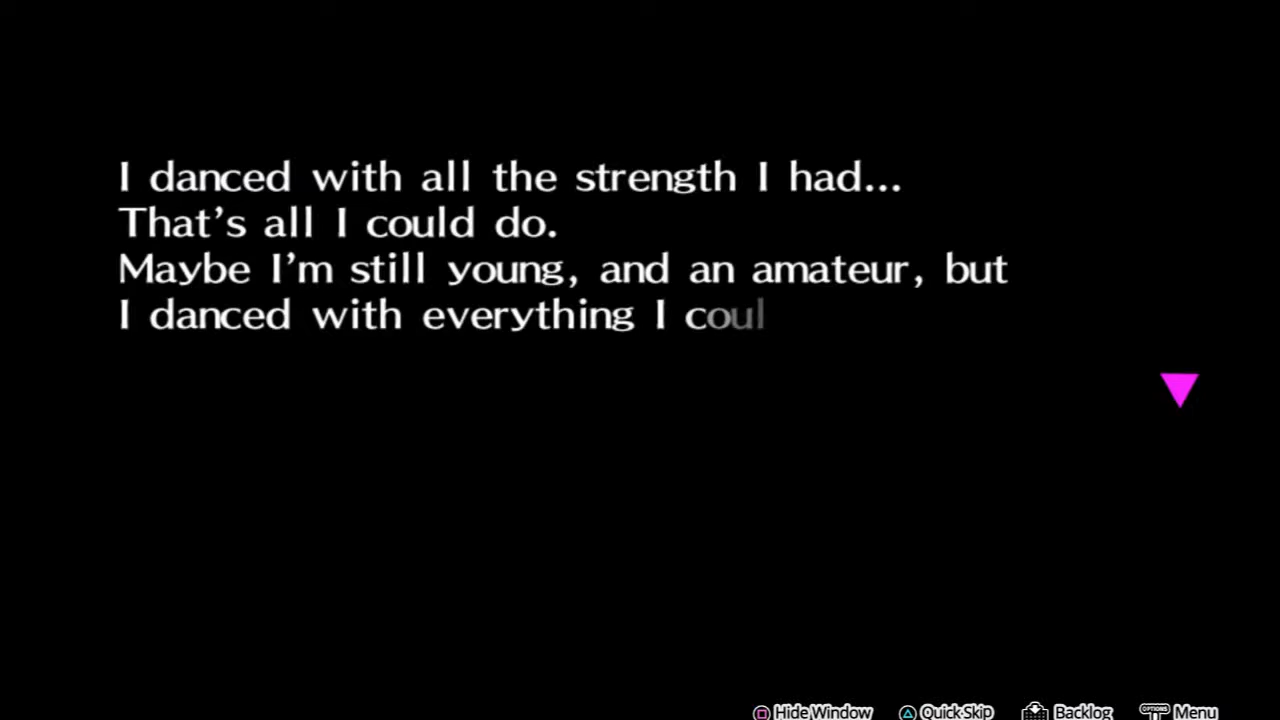 I danced with all the strength I had...
That's all I could do.
Maybe I'm still young, and an amateur, but
I danced with everything I coul
Hide Window Quick Skip Backlog OPTIONS Menu